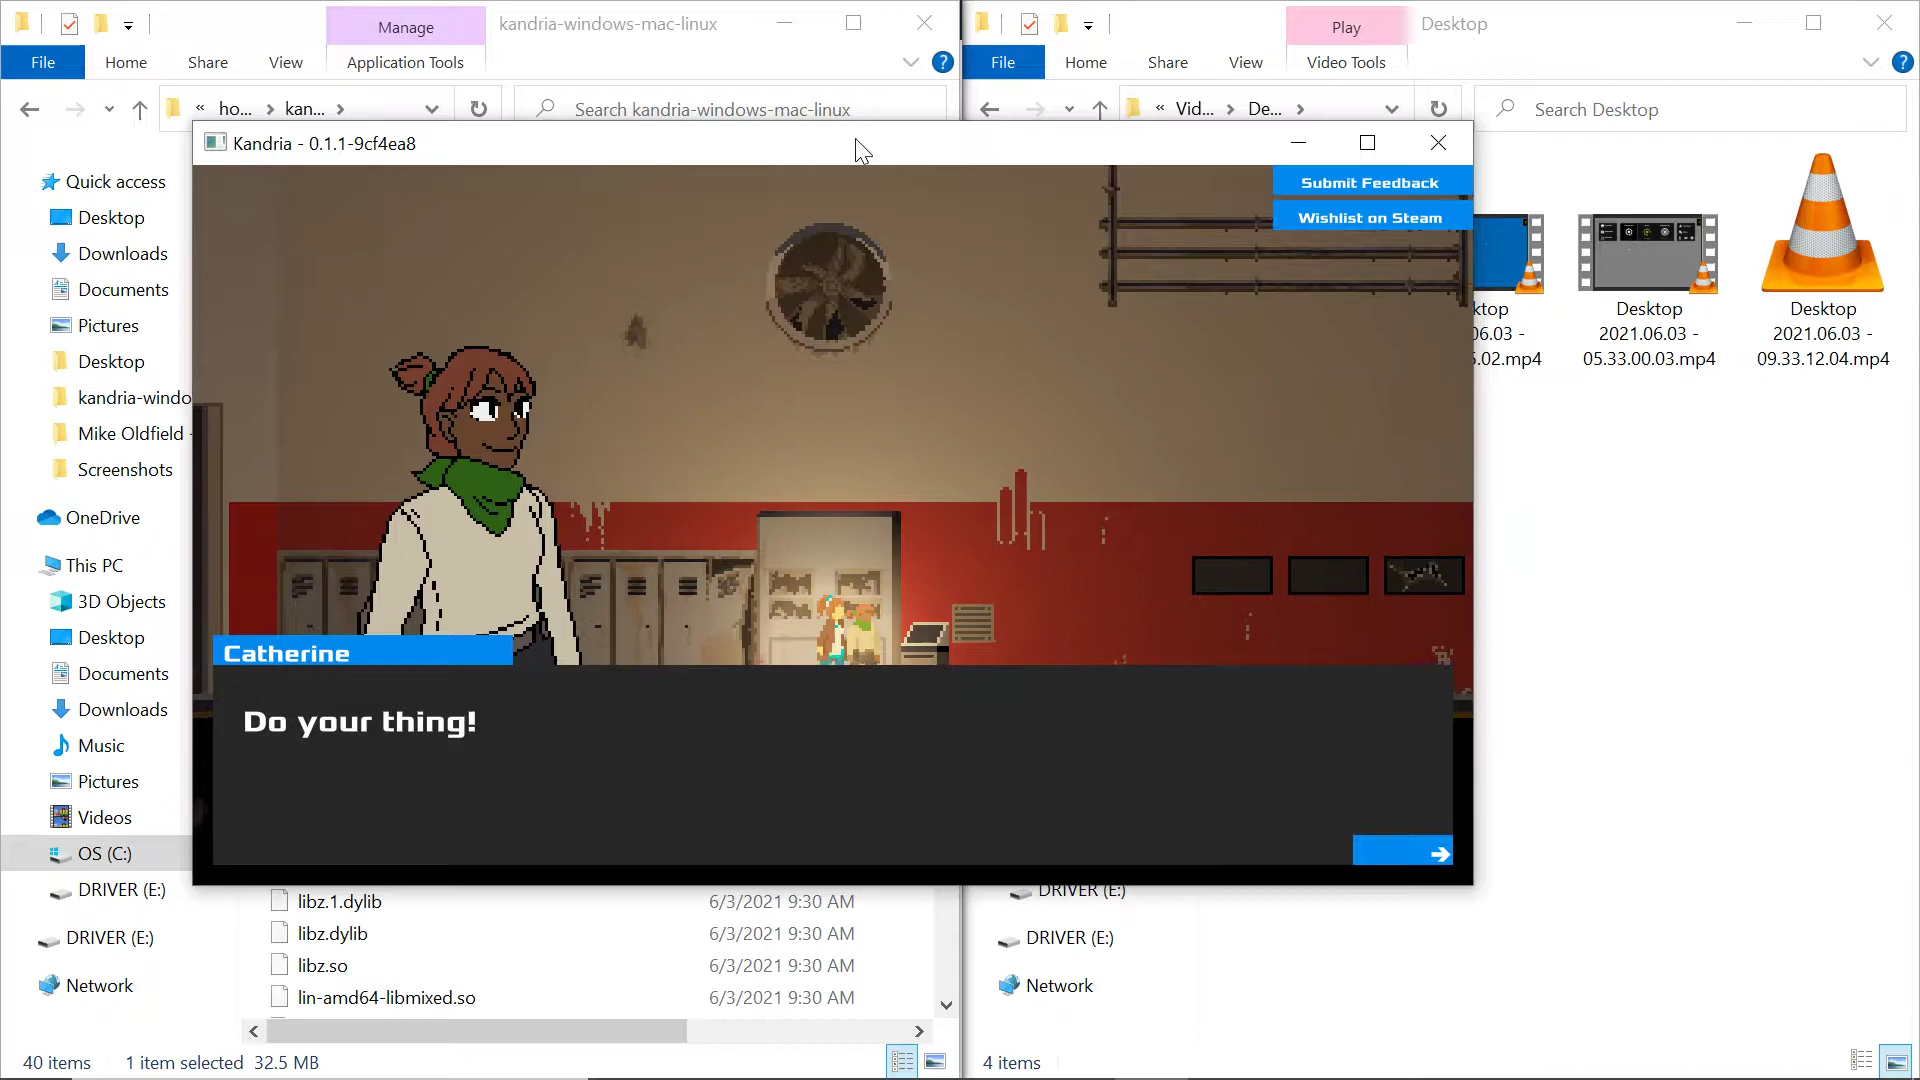 Manage
kandria-windows-mac-linux
File
Home
Share
View
Application Tools
?
« ho... > kan... >
Search kandria-windows-mac-linux
Play
Desktop
File
Home
Share
View
Video Tools
?
« Vid... > De... >
Search Desktop
Kandria - 0.1.1-9cf4ea8
Submit Feedback
Wishlist on Steam
Catherine
Do your thing!
Quick access
Desktop
Downloads
Documents
Pictures
Desktop
kandria-windo
Mike Oldfield -
Screenshots
OneDrive
This PC
3D Objects
Desktop
Documents
Downloads
Music
Pictures
Videos
OS (C:)
DRIVER (E:)
DRIVER (E:)
Network
libz.1.dylib 6/3/2021 9:30 AM
libz.dylib 6/3/2021 9:30 AM
libz.so 6/3/2021 9:30 AM
lin-amd64-libmixed.so 6/3/2021 9:30 AM
40 items 1 item selected 32.5 MB
ktop
06.03 -
5.02.mp4
Desktop
2021.06.03 -
05.33.00.03.mp4
Desktop
2021.06.03 -
09.33.12.04.mp4
DRIVER (E:)
DRIVER (E:)
Network
4 items